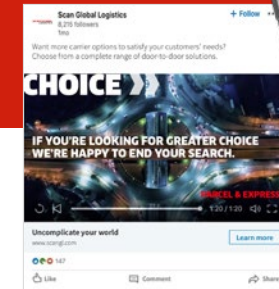 Scan Global Logistics
8,215 followers
1mo
+ Follow
Want more carrier options to satisfy your customers' needs?
Choose from a complete range of door-to-door solutions.
CHOICE
IF YOU'RE LOOKING FOR GREATER CHOICE
WE'RE HAPPY TO END YOUR SEARCH.
PARCEL & EXPRESS
1:20 / 1:20
Uncomplicate your world
www.scangl.com
Learn more
147
Like
Comment
Share